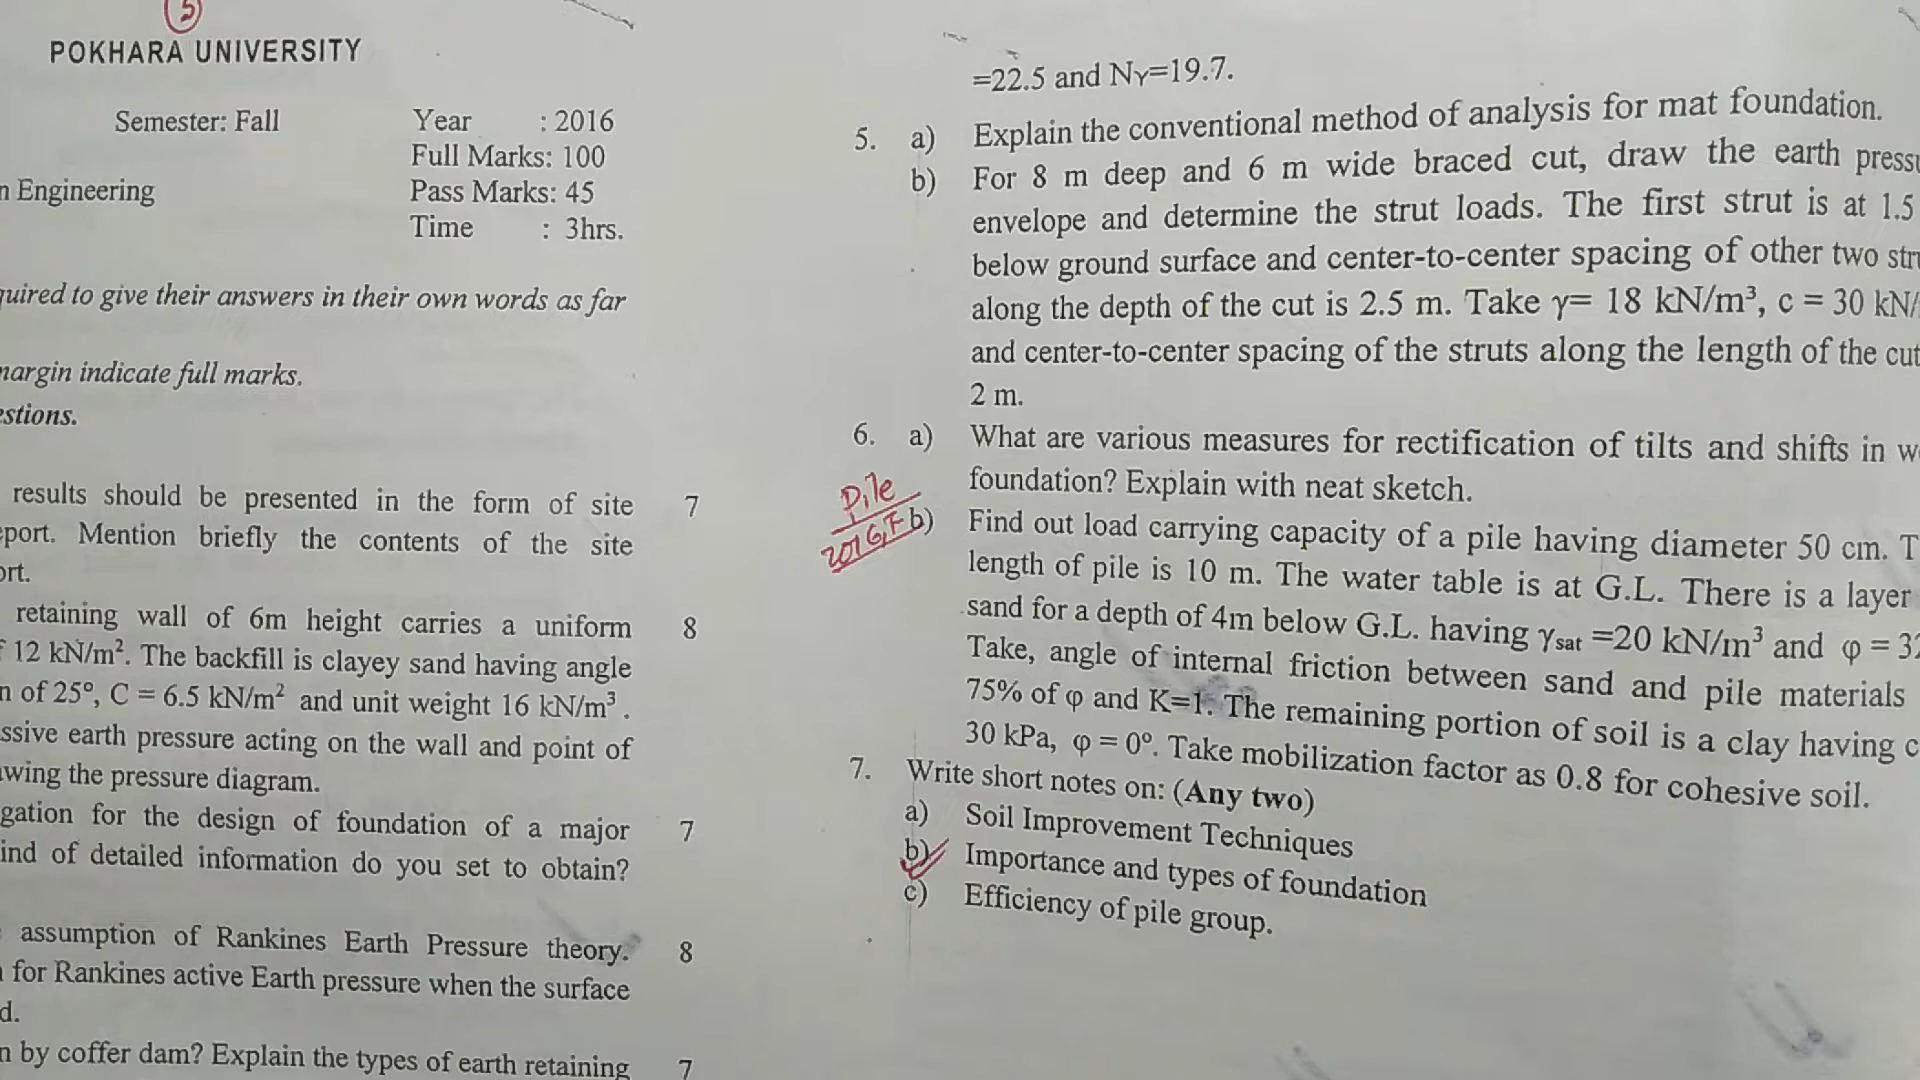 3
POKHARA UNIVERSITY
Semester: Fall
Year : 2016
Full Marks: 100
Engineering
Pass Marks: 45
Time : 3hrs.
to give their answers in their own words as far
indicate full marks.
results should be presented in the form of site 7
Mention briefly the contents of the site
retaining wall of 6m height carries a uniform 8
12 kN/m². The backfill is clayey sand having angle
of 25°, C = 6.5 kN/m² and unit weight 16 kN/m³.
earth pressure acting on the wall and point of
the pressure diagram.
for the design of foundation of a major 7
of detailed information do you set to obtain?
assumption of Rankines Earth Pressure theory. 8
for Rankines active Earth pressure when the surface
by coffer dam? Explain the types of earth retaining 7
=22.5 and Nγ=19.7.
5. a) Explain the conventional method of analysis for mat foundation.
b) For 8 m deep and 6 m wide braced cut, draw the earth
envelope and determine the strut loads. The first strut is at 1.5
below ground surface and center-to-center spacing of other two
along the depth of the cut is 2.5 m. Take γ= 18 kN/m³, c = 30
and center-to-center spacing of the struts along the length of the cut
2 m.
6. a) What are various measures for rectification of tilts and shifts in
foundation? Explain with neat sketch.
Pile
2016,F
b) Find out load carrying capacity of a pile having diameter 50 cm.
length of pile is 10 m. The water table is at G.L. There is a layer
sand for a depth of 4m below G.L. having γsat =20 kN/m³ and φ =
Take, angle of internal friction between sand and pile materials
75% of φ and K=1. The remaining portion of soil is a clay having c
30 kPa, φ = 0°. Take mobilization factor as 0.8 for cohesive soil.
7. Write short notes on: (Any two)
a) Soil Improvement Techniques
b) Importance and types of foundation
c) Efficiency of pile group.